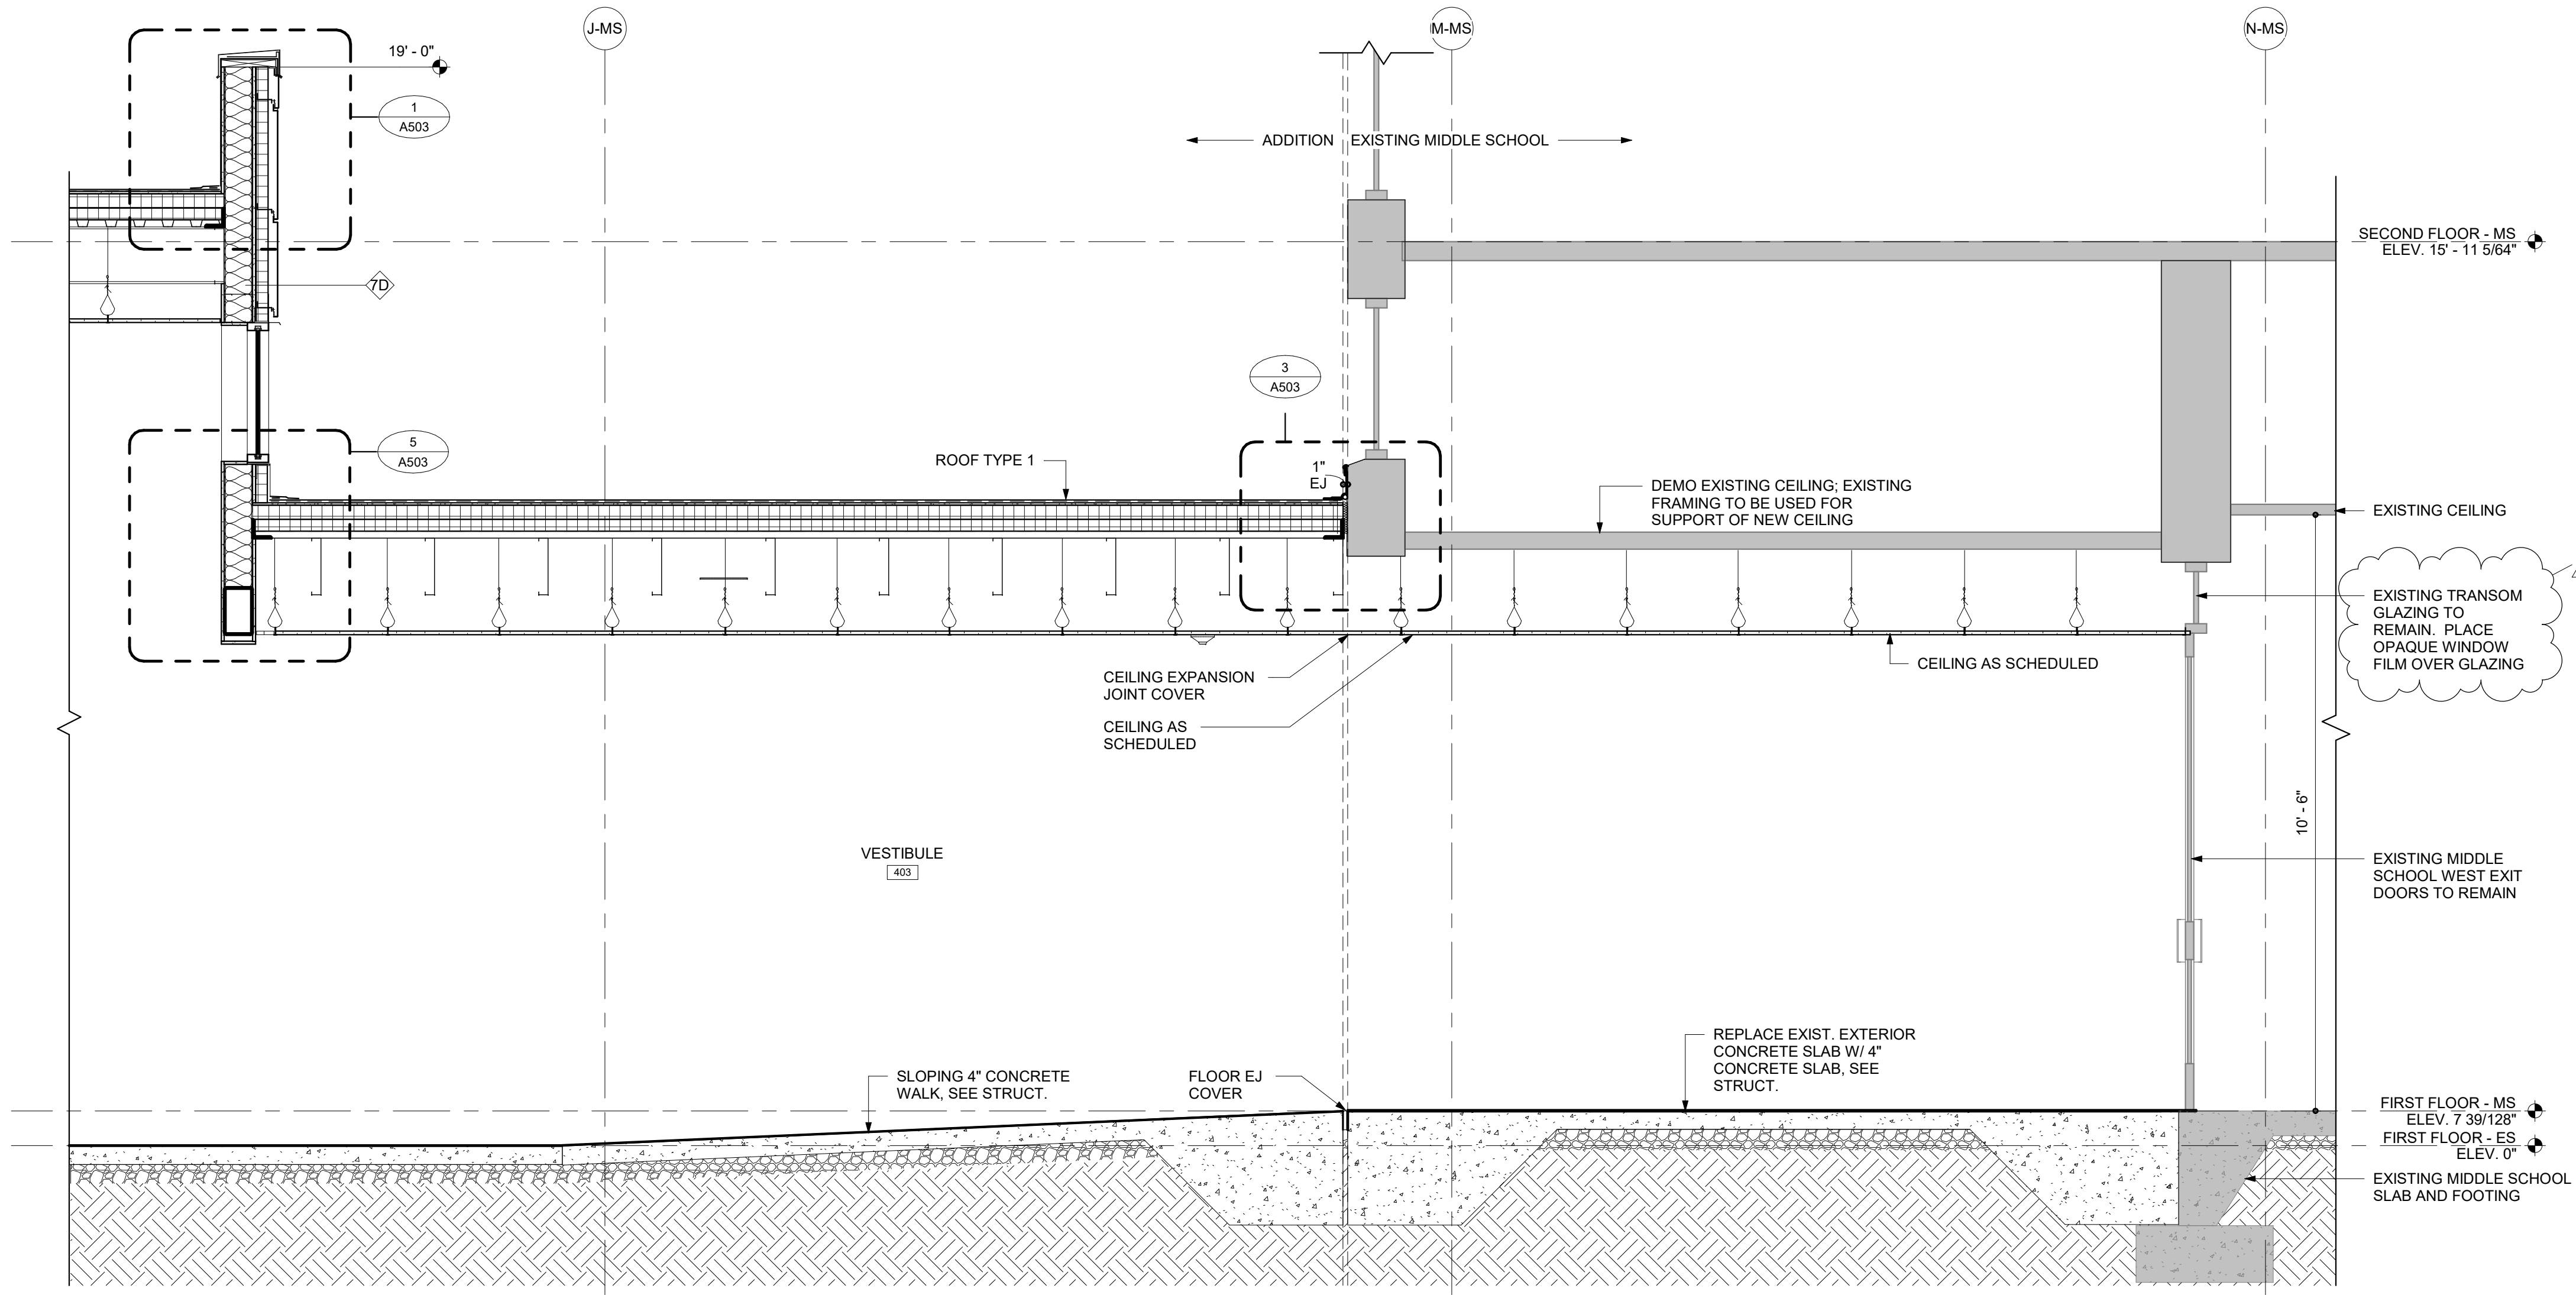 J-MS
M-MS
N-MS
19' - 0"
1
A503
ADDITION
EXISTING MIDDLE SCHOOL
SECOND FLOOR - MS
ELEV. 15' - 11 5/64"
7D
3
A503
5
A503
ROOF TYPE 1
1"
EJ
DEMO EXISTING CEILING; EXISTING
FRAMING TO BE USED FOR
SUPPORT OF NEW CEILING
EXISTING CEILING
EXISTING TRANSOM
GLAZING TO
REMAIN. PLACE
OPAQUE WINDOW
FILM OVER GLAZING
CEILING EXPANSION
JOINT COVER
CEILING AS SCHEDULED
CEILING AS
SCHEDULED
10' - 6"
VESTIBULE
403
EXISTING MIDDLE
SCHOOL WEST EXIT
DOORS TO REMAIN
SLOPING 4" CONCRETE
WALK, SEE STRUCT.
FLOOR EJ
COVER
REPLACE EXIST. EXTERIOR
CONCRETE SLAB W/ 4"
CONCRETE SLAB, SEE
STRUCT.
FIRST FLOOR - MS
ELEV. 7 39/128"
FIRST FLOOR - ES
ELEV. 0"
EXISTING MIDDLE SCHOOL
SLAB AND FOOTING